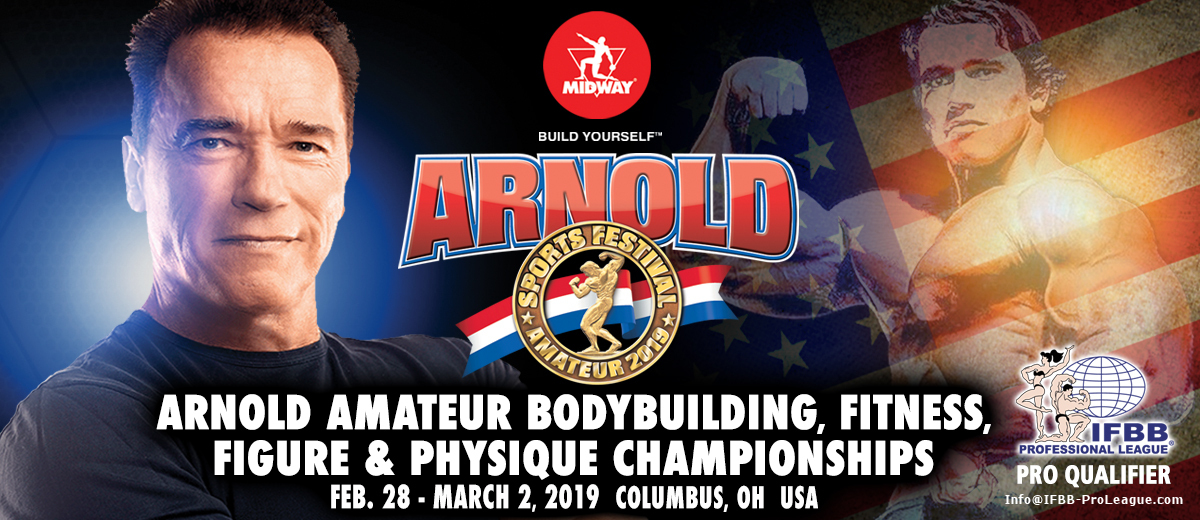 MIDWAY®
BUILD YOURSELF™
ARNOLD
SPORTS FESTIVAL
AMATEUR 2019
ARNOLD AMATEUR BODYBUILDING, FITNESS,
FIGURE & PHYSIQUE CHAMPIONSHIPS
FEB. 28 - MARCH 2, 2019 COLUMBUS, OH USA
IFBB®
PROFESSIONAL LEAGUE
PRO QUALIFIER
Info@IFBB-ProLeague.com